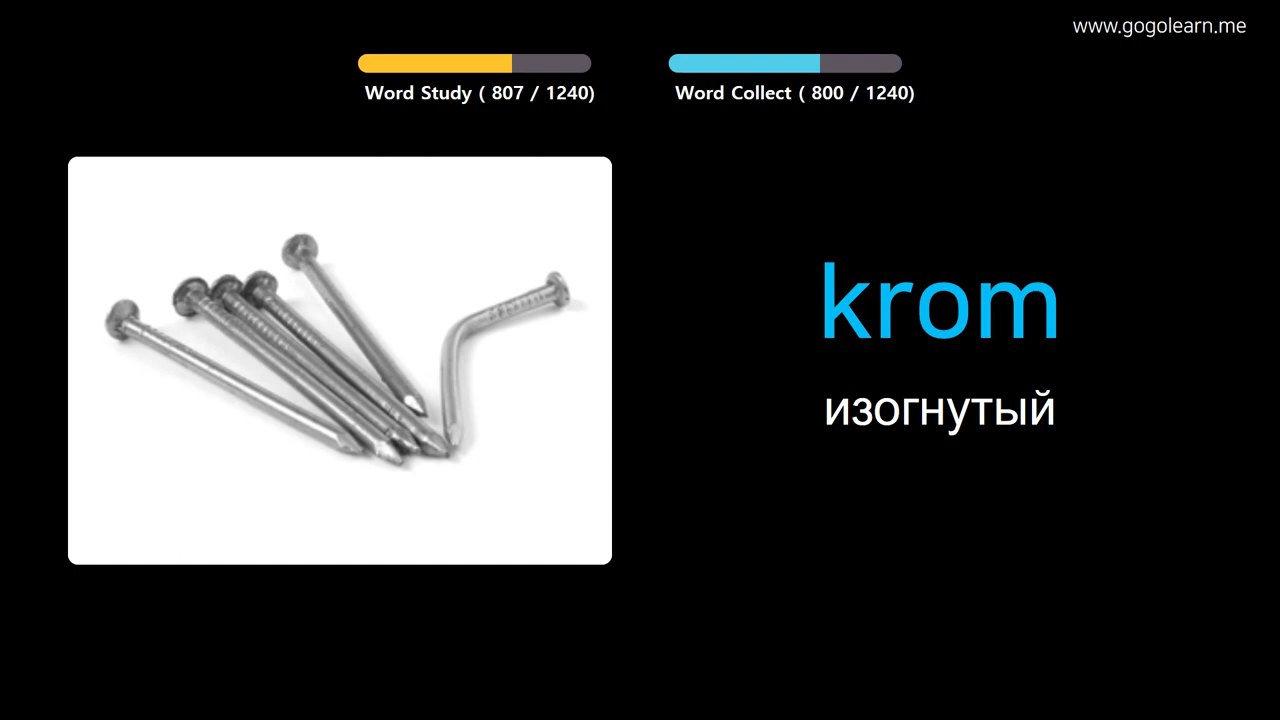 www.gogolearn.me
Word Study ( 807 / 1240)
Word Collect ( 800 / 1240)
krom
изогнутый